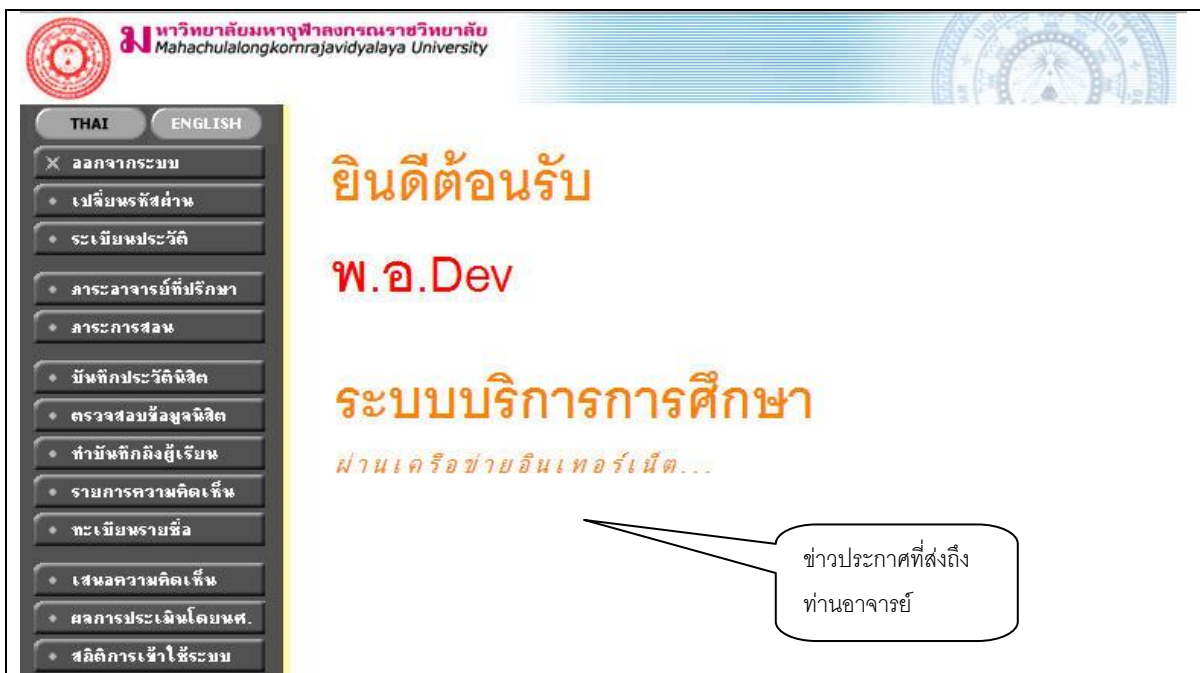 มหาวิทยาลัยมหาจุฬาลงกรณราชวิทยาลัย
Mahachulalongkornrajavidyalaya University
THAI ENGLISH
ออกจากระบบ
เปลี่ยนรหัสผ่าน
ระเบียนประวัติ
ภาระอาจารย์ที่ปรึกษา
ภาระการสอน
บันทึกประวัตินิสิต
ตรวจสอบข้อมูลนิสิต
ทำบันทึกถึงผู้เรียน
รายการความคิดเห็น
ทะเบียนรายชื่อ
เสนอความคิดเห็น
ผลการประเมินโดยนศ.
สถิติการเข้าใช้ระบบ
ยินดีต้อนรับ
พ.อ.Dev
ระบบบริการการศึกษา
ผ่านเครือข่ายอินเทอร์เน็ต...
ข่าวประกาศที่ส่งถึง
ท่านอาจารย์